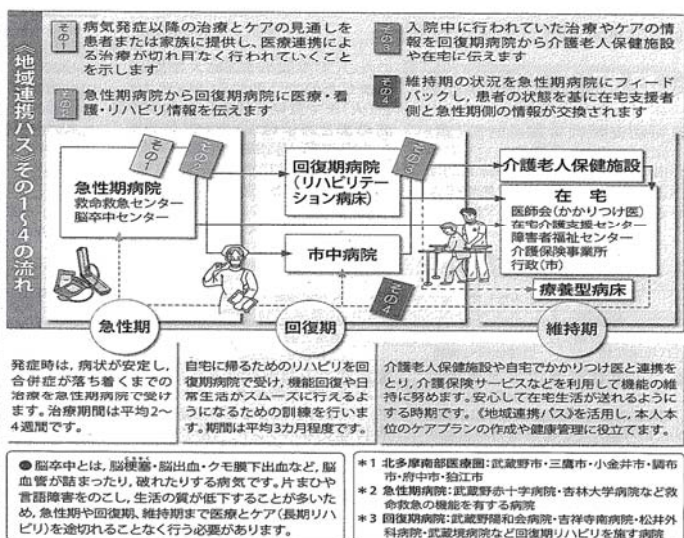 《地域連携パス》その1〜4の流れ
その1
病気発症以降の治療とケアの見通しを
患者または家族に提供し、医療連携によ
る治療が切れ目なく行われていくこと
を示します
その2
急性期病院から回復期病院に医療・看
護・リハビリ情報を伝えます
その3
入院中に行われていた治療やケアの情
報を回復期病院から介護老人保健施設
や在宅に伝えます
その4
維持期の状況を急性期病院にフィード
バックし,患者の状態を基に在宅支援者
側と急性期側の情報が交換されます
その1
その2
急性期病院
救命救急センター
脳卒中センター
回復期病院
(リハビリテー
ション病床)
その3
市中病院
その4
介護老人保健施設
在宅
医師会(かかりつけ医)
在宅介護支援センター
障害者福祉センター
介護保険事業所
行政(市)
療養型病床
急性期
回復期
維持期
発症時は,病状が安定し,
合併症が落ち着くまでの
治療を急性期病院で受け
ます。治療期間は平均2〜
4週間です。
自宅に帰るためのリハビリを回
復期病院で受け,機能回復や日
常生活がスムーズに行えるよ
うになるための訓練を行いま
す。期間は平均3カ月程度です。
介護老人保健施設や自宅でかかりつけ医と連携を
とり,介護保険サービスなどを利用して機能の維
持に努めます。安心して在宅生活が送れるように
する時期です。《地域連携パス》を活用し,本人本
位のケアプランの作成や健康管理に役立てます。
●脳卒中とは,脳梗塞・脳出血・クモ膜下出血など,脳
血管が詰まったり,破れたりする病気です。片まひや
言語障害をのこし,生活の質が低下することが多いた
め,急性期や回復期、維持期まで医療とケア(長期リハ
ビリ)を途切れることなく行う必要があります。
*1 北多摩南部医療圏:武蔵野市・三鷹市・小金井市・調布
市・府中市・狛江市
*2 急性期病院:武蔵野赤十字病院・杏林大学病院など救
命救急の機能を有する病院
*3 回復期病院:武蔵野陽和会病院・吉祥寺南病院・松井外
科病院・武蔵境病院など回復期リハビリを施す病院